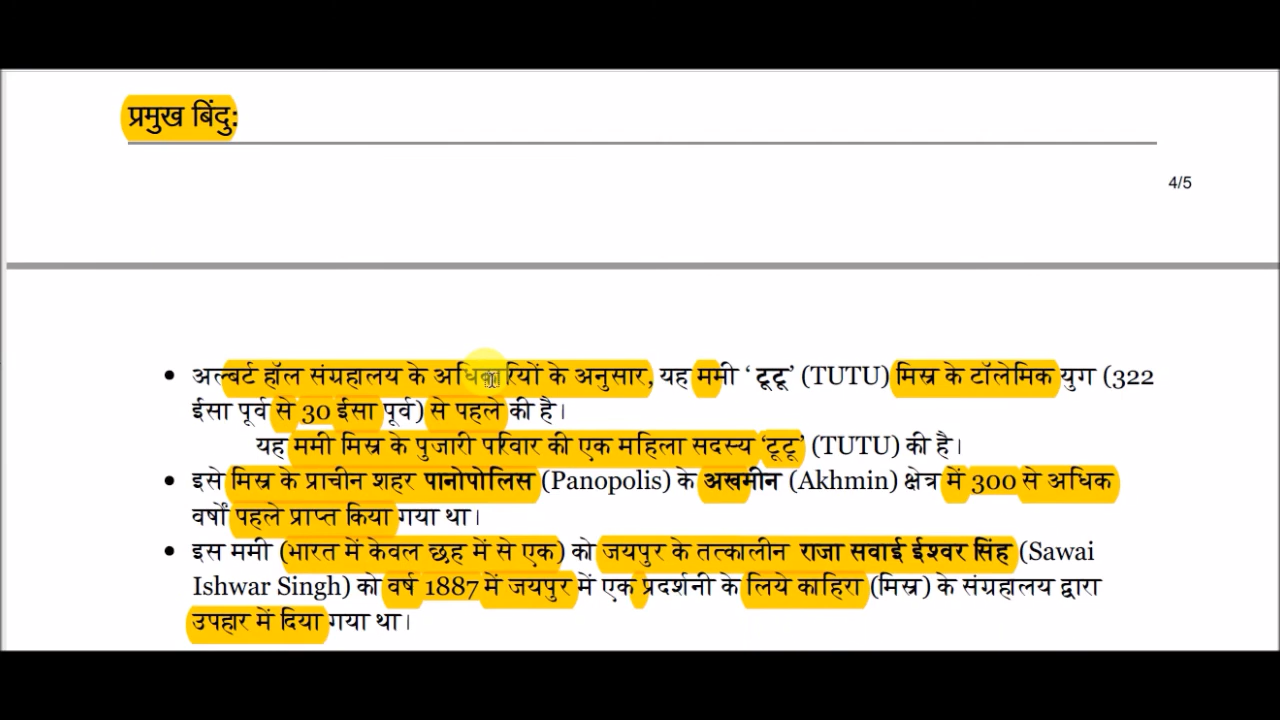 प्रमुख बिंदु:
4/5
• अल्बर्ट हॉल संग्रहालय के अधिकारियों के अनुसार, यह ममी ‘ टूटू’ (TUTU) मिस्र के टॉलेमिक युग (322
ईसा पूर्व से 30 ईसा पूर्व) से पहले की है।
यह ममी मिस्र के पुजारी परिवार की एक महिला सदस्य ‘टूटू’ (TUTU) की है।
• इसे मिस्र के प्राचीन शहर पानोपोलिस (Panopolis) के अखमीन (Akhmin) क्षेत्र में 300 से अधिक
वर्षों पहले प्राप्त किया गया था।
• इस ममी (भारत में केवल छह में से एक) को जयपुर के तत्कालीन राजा सवाई ईश्वर सिंह (Sawai
Ishwar Singh) को वर्ष 1887 में जयपुर में एक प्रदर्शनी के लिये काहिरा (मिस्र) के संग्रहालय द्वारा
उपहार में दिया गया था।